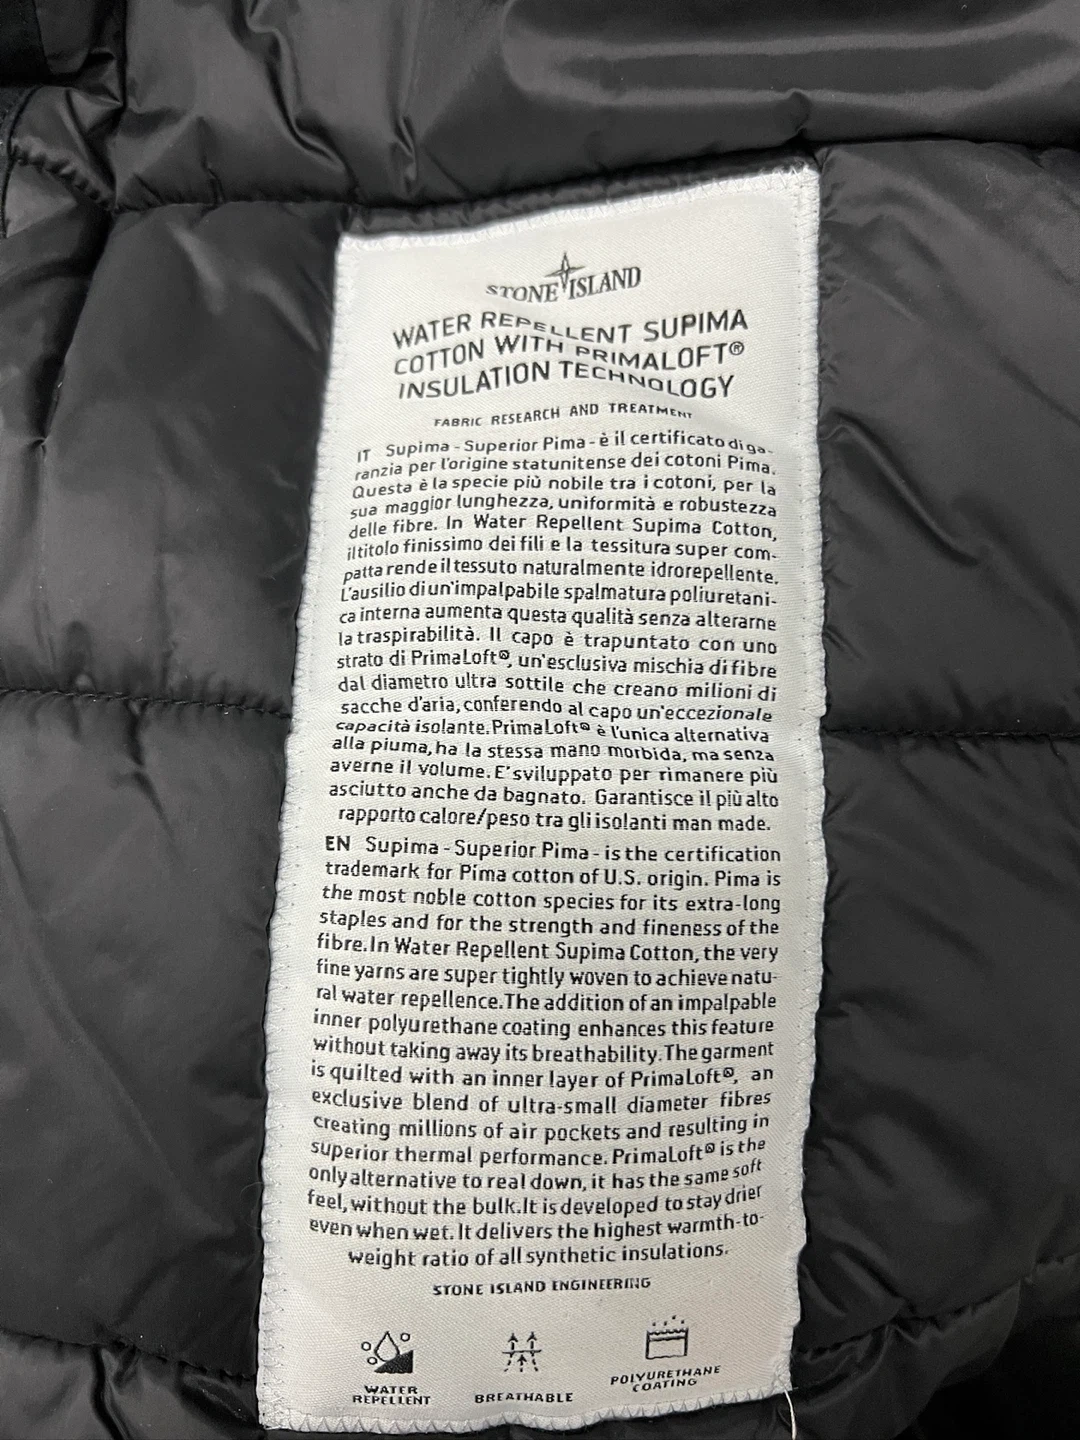 STONE ISLAND
WATER REPELLENT SUPIMA
COTTON WITH PRIMALOFT®
INSULATION TECHNOLOGY
FABRIC RESEARCH AND TREATMENT
IT Supima - Superior Pima - è il certificato di ga-
ranzia per l'origine statunitense dei cotoni Pima.
Questa è la specie più nobile tra i cotoni, per la
sua maggior lunghezza, uniformità e robustezza
delle fibre. In Water Repellent Supima Cotton,
il titolo finissimo dei fili e la tessitura super com-
patta rende il tessuto naturalmente idrorepellente.
L'ausilio di un'impalpabile spalmatura poliuretani-
ca interna aumenta questa qualità senza alterarne
la traspirabilità. Il capo è trapuntato con uno
strato di PrimaLoft®, un'esclusiva mischia di fibre
dal diametro ultra sottile che creano milioni di
sacche d'aria, conferendo al capo un'eccezionale
capacità isolante. PrimaLoft® è l'unica alternativa
alla piuma, ha la stessa mano morbida, ma senza
averne il volume. E' sviluppato per rimanere più
asciutto anche da bagnato. Garantisce il più alto
rapporto calore/peso tra gli isolanti man made.
EN Supima - Superior Pima - is the certification
trademark for Pima cotton of U.S. origin. Pima is
the most noble cotton species for its extra-long
staples and for the strength and fineness of the
fibre. In Water Repellent Supima Cotton, the very
fine yarns are super tightly woven to achieve natu-
ral water repellence. The addition of an impalpable
inner polyurethane coating enhances this feature
without taking away its breathability. The garment
is quilted with an inner layer of PrimaLoft®, an
exclusive blend of ultra-small diameter fibres
creating millions of air pockets and resulting in
superior thermal performance. PrimaLoft® is the
only alternative to real down, it has the same soft
feel, without the bulk. It is developed to stay drier
even when wet. It delivers the highest warmth-to-
weight ratio of all synthetic insulations.
STONE ISLAND ENGINEERING
WATER REPELLENT
BREATHABLE
POLYURETHANE COATING